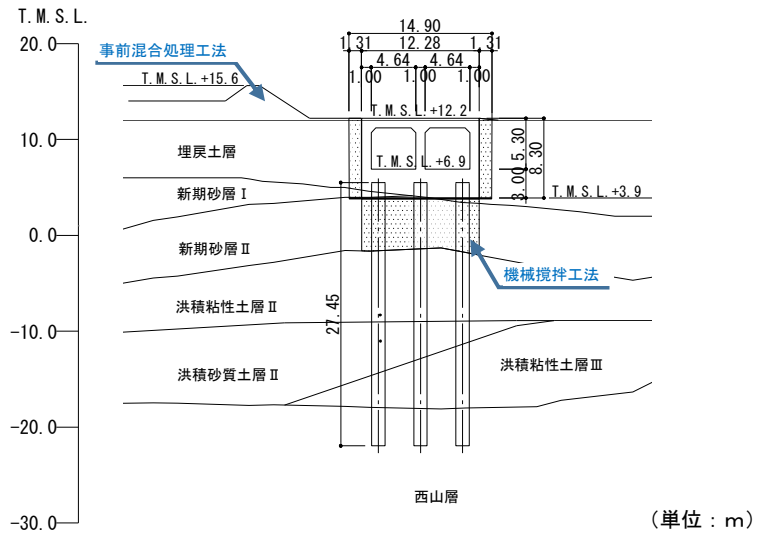 T.M.S.L.
20.0
10.0
0.0
-10.0
-20.0
-30.0
事前混合処理工法
T.M.S.L.+15.6
14.90
1.31 12.28 1.31
4.64 4.64
1.00 1.00 1.00
T.M.S.L.+12.2
埋戻土層
T.M.S.L.+6.9
5.30
8.30
3.00
新期砂層Ⅰ
T.M.S.L.+3.9
新期砂層Ⅱ
機械撹拌工法
洪積粘性土層Ⅱ
27.45
洪積砂質土層Ⅱ
洪積粘性土層Ⅲ
西山層
(単位:m)